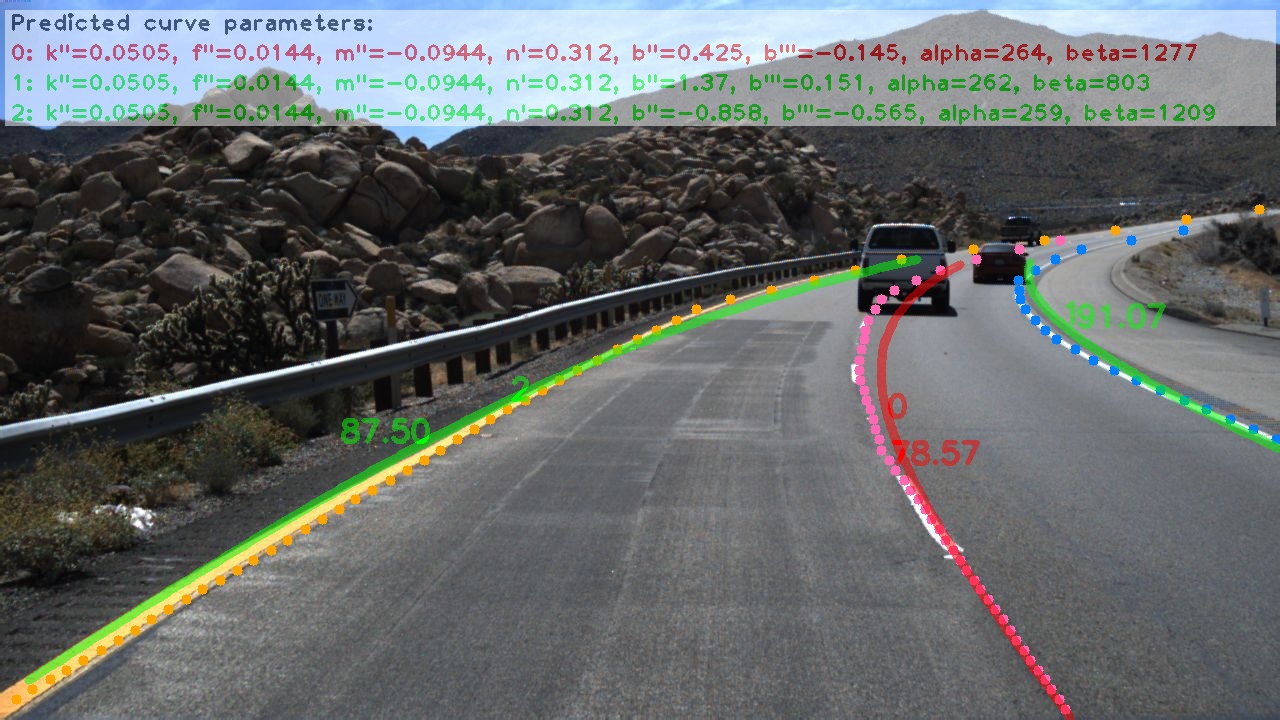 Predicted curve parameters:
0: k''=0.0505, f''=0.0144, m''=−0.0944, n'=0.312, b''=0.425, b'''=−0.145, alpha=264, beta=1277
1: k''=0.0505, f''=0.0144, m''=−0.0944, n'=0.312, b''=1.37, b'''=0.151, alpha=262, beta=803
2: k''=0.0505, f''=0.0144, m''=−0.0944, n'=0.312, b''=−0.858, b'''=−0.565, alpha=259, beta=1209
ONE WAY
191.07
2
0
87.50
78.57